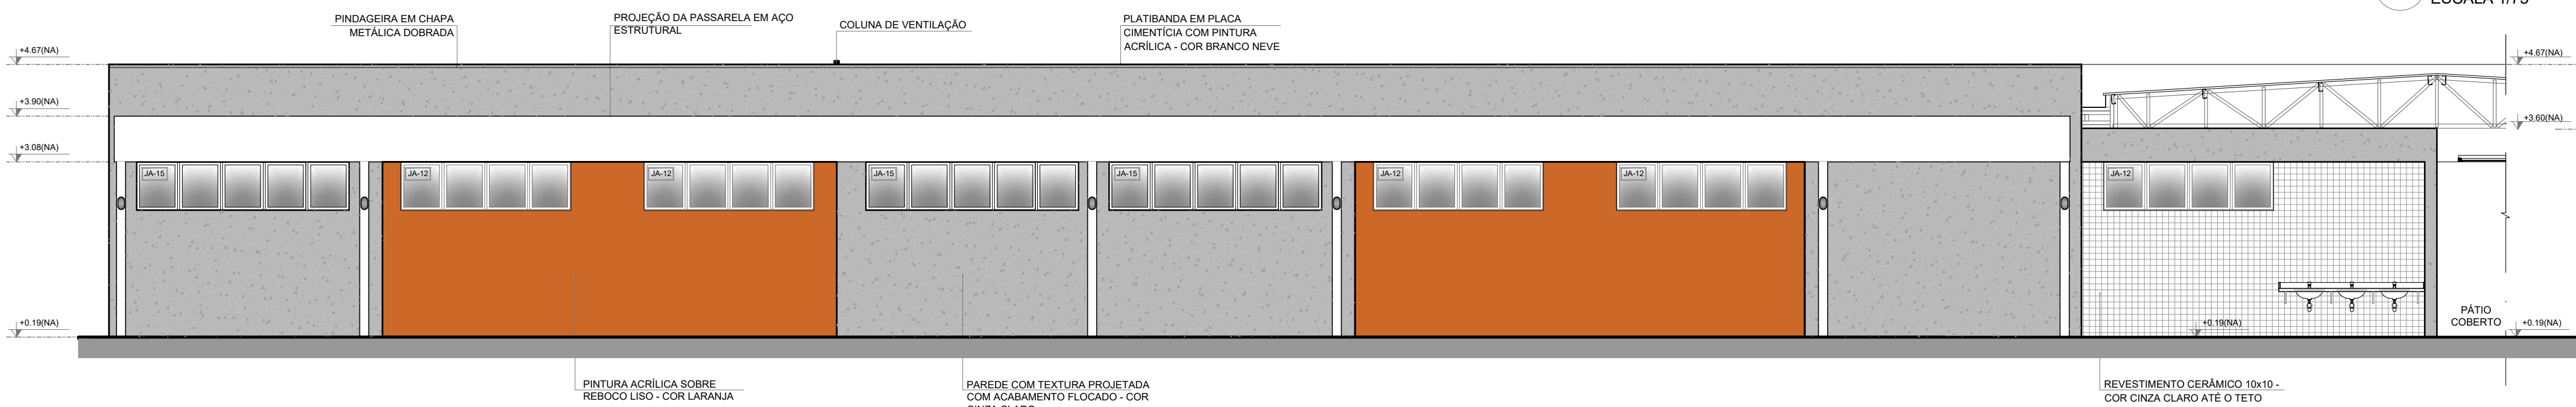 ESCALA 1/75
PINDAGEIRA EM CHAPA
METÁLICA DOBRADA
PROJEÇÃO DA PASSARELA EM AÇO
ESTRUTURAL
COLUNA DE VENTILAÇÃO
PLATIBANDA EM PLACA
CIMENTÍCIA COM PINTURA
ACRÍLICA - COR BRANCO NEVE
+4.67(NA)
+4.67(NA)
+3.90(NA)
+3.60(NA)
+3.08(NA)
JA-15
JA-12
JA-12
JA-15
JA-15
JA-12
JA-12
JA-12
PÁTIO
COBERTO
+0.19(NA)
+0.19(NA)
+0.19(NA)
PINTURA ACRÍLICA SOBRE
REBOCO LISO - COR LARANJA
PAREDE COM TEXTURA PROJETADA
COM ACABAMENTO FLOCADO - COR
CINZA CLARO
REVESTIMENTO CERÂMICO 10x10 -
COR CINZA CLARO ATÉ O TETO